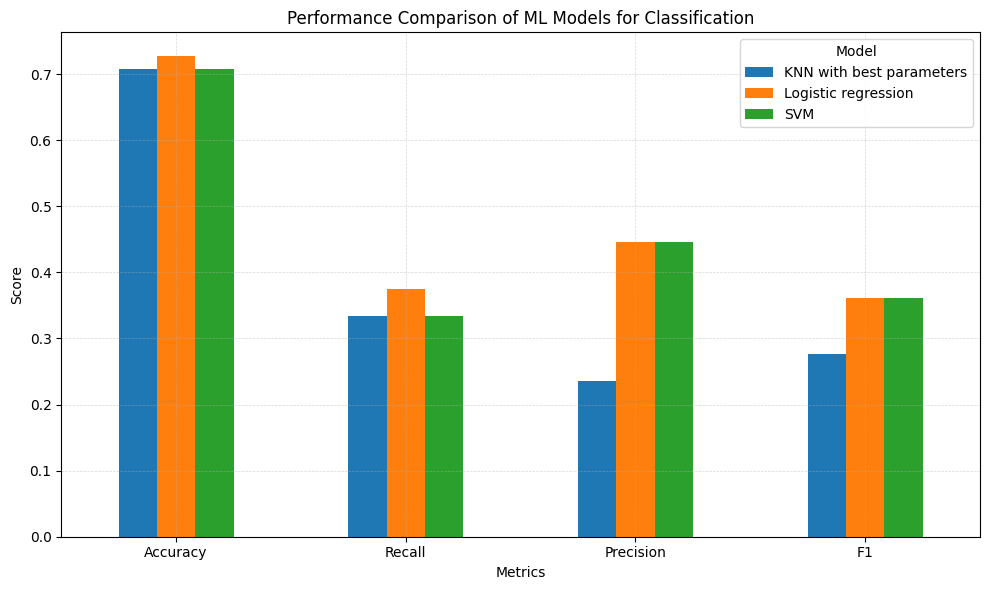 Performance Comparison of ML Models for Classification
Model
KNN with best parameters
Logistic regression
SVM
Score
0.7
0.6
0.5
0.4
0.3
0.2
0.1
0.0
Accuracy
Recall
Precision
F1
Metrics